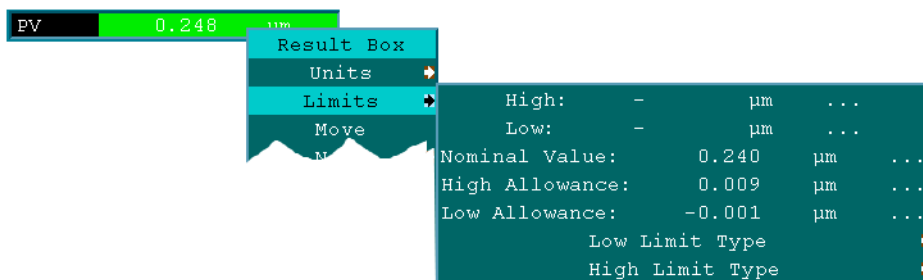 PV 0.248 µm
Result Box
Units
Limits
Move
High: - µm ...
Low: - µm ...
Nominal Value: 0.240 µm ...
High Allowance: 0.009 µm ...
Low Allowance: -0.001 µm ...
Low Limit Type
High Limit Type